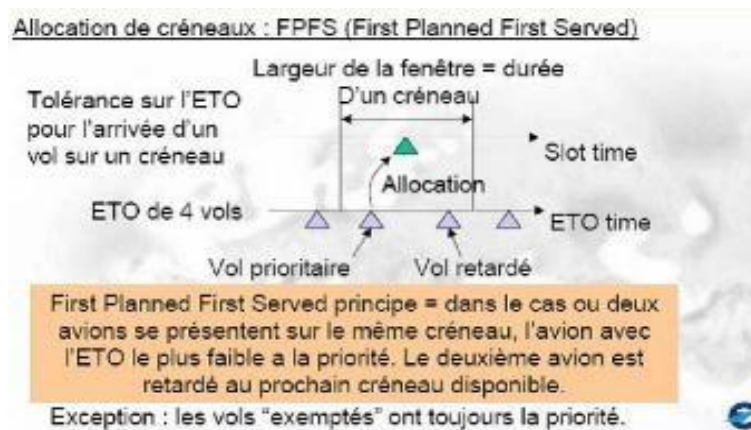 Allocation de créneaux : FPFS (First Planned First Served)
Largeur de la fenêtre = durée
D'un créneau
Tolérance sur l'ETO
pour l'arrivée d'un
vol sur un créneau
Slot time
Allocation
ETO de 4 vols
ETO time
Vol prioritaire
Vol retardé
First Planned First Served principe = dans le cas ou deux
avions se présentent sur le même créneau, l'avion avec
l'ETO le plus faible a la priorité. Le deuxième avion est
retardé au prochain créneau disponible.
Exception : les vols "exemptés" ont toujours la priorité.